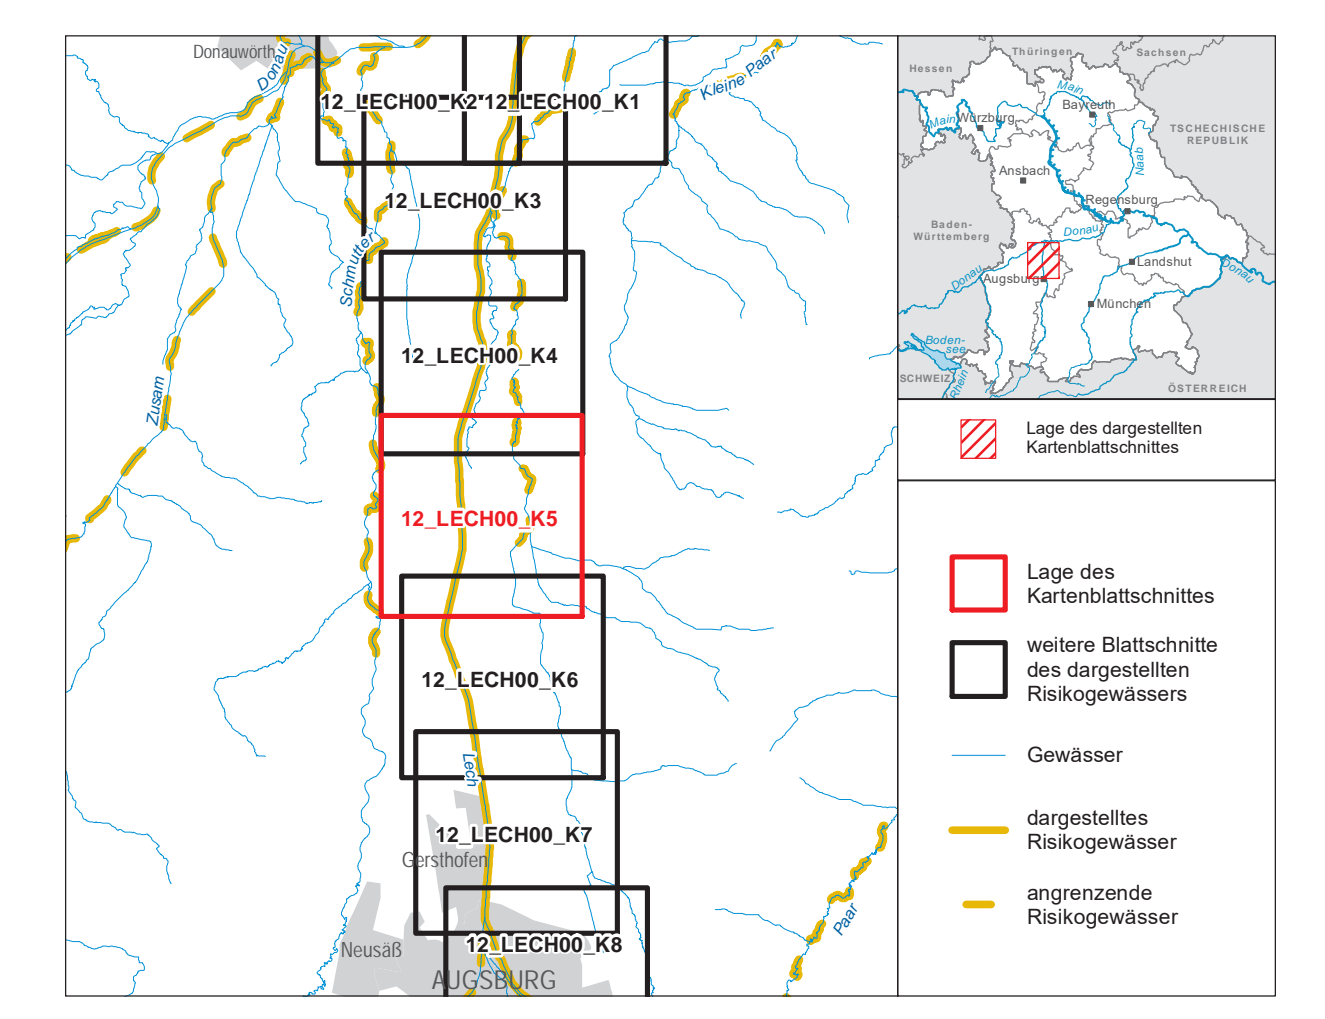 Donauwörth
Donau
Kleine Paar
12_LECH00_K2
12_LECH00_K1
12_LECH00_K3
Schmutter
12_LECH00_K4
Zusam
12_LECH00_K5
12_LECH00_K6
Lech
12_LECH00_K7
Gersthofen
Paar
Neusäß
12_LECH00_K8
AUGSBURG
Thüringen
Sachsen
Hessen
Main
Bayreuth
Main
Würzburg
TSCHECHISCHE
REPUBLIK
Naab
Ansbach
Regensburg
Baden-
Württemberg
Donau
Landshut
Donau
Donau
Augsburg
München
Boden-
see
SCHWEIZ
Rhein
ÖSTERREICH
Lage des dargestellten
Kartenblattschnittes
Lage des
Kartenblattschnittes
weitere Blattschnitte
des dargestellten
Risikogewässers
Gewässer
dargestelltes
Risikogewässer
angrenzende
Risikogewässer